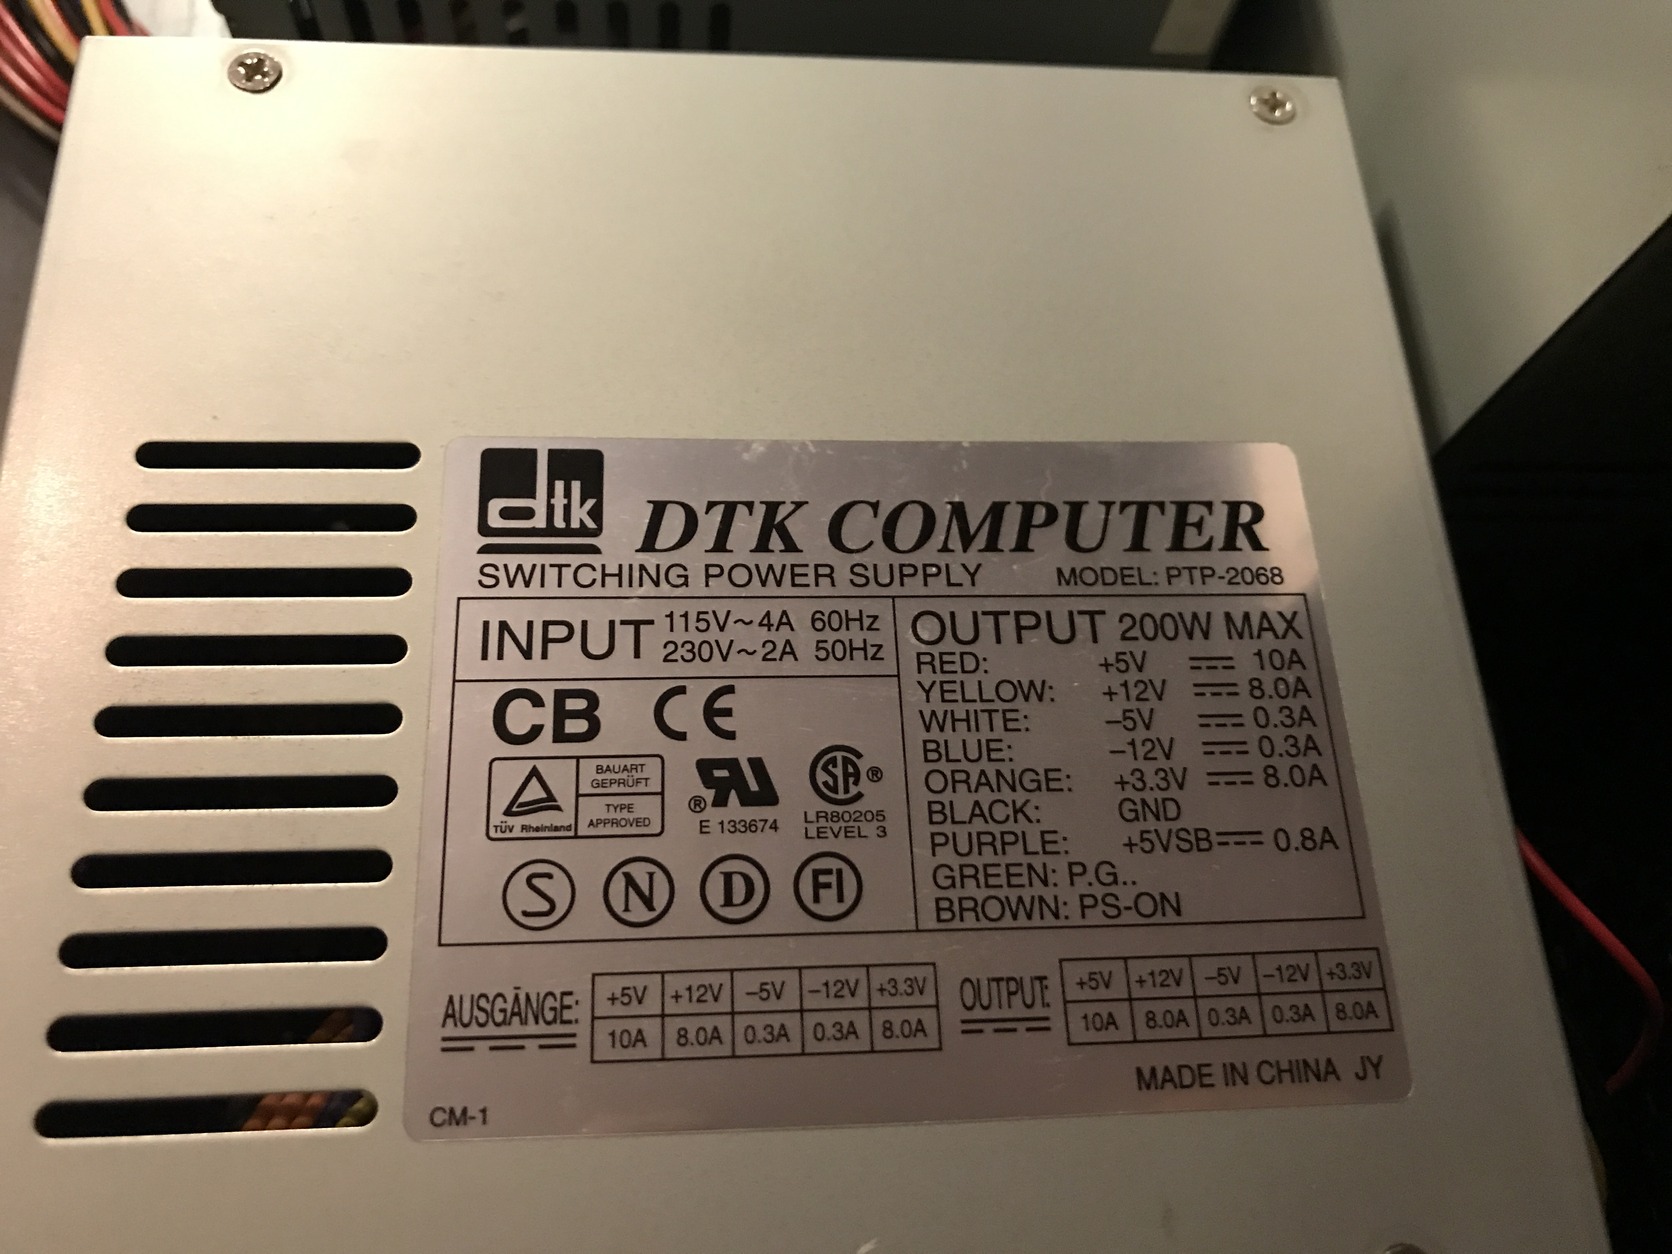 dtk
DTK COMPUTER
SWITCHING POWER SUPPLY MODEL: PTP-2068
INPUT 115V~4A 60Hz
230V~2A 50Hz
CB CE
TÜV Rheinland
BAUART
GEPRÜFT
TYPE
APPROVED
® RU
E 133674
SA ®
LR80205
LEVEL 3
S N D FI
OUTPUT 200W MAX
RED: +5V 10A
YELLOW: +12V 8.0A
WHITE: –5V 0.3A
BLUE: –12V 0.3A
ORANGE: +3.3V 8.0A
BLACK: GND
PURPLE: +5VSB 0.8A
GREEN: P.G..
BROWN: PS-ON
AUSGÄNGE: +5V +12V –5V –12V +3.3V
10A 8.0A 0.3A 0.3A 8.0A
OUTPUT: +5V +12V –5V –12V +3.3V
10A 8.0A 0.3A 0.3A 8.0A
MADE IN CHINA JY
CM-1